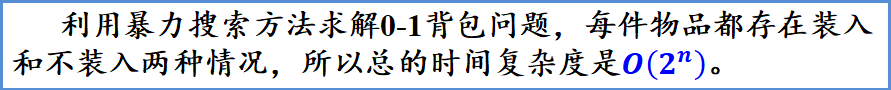 利用暴力搜索方法求解0-1背包问题，每件物品都存在装入
和不装入两种情况，所以总的时间复杂度是O(2ⁿ)。